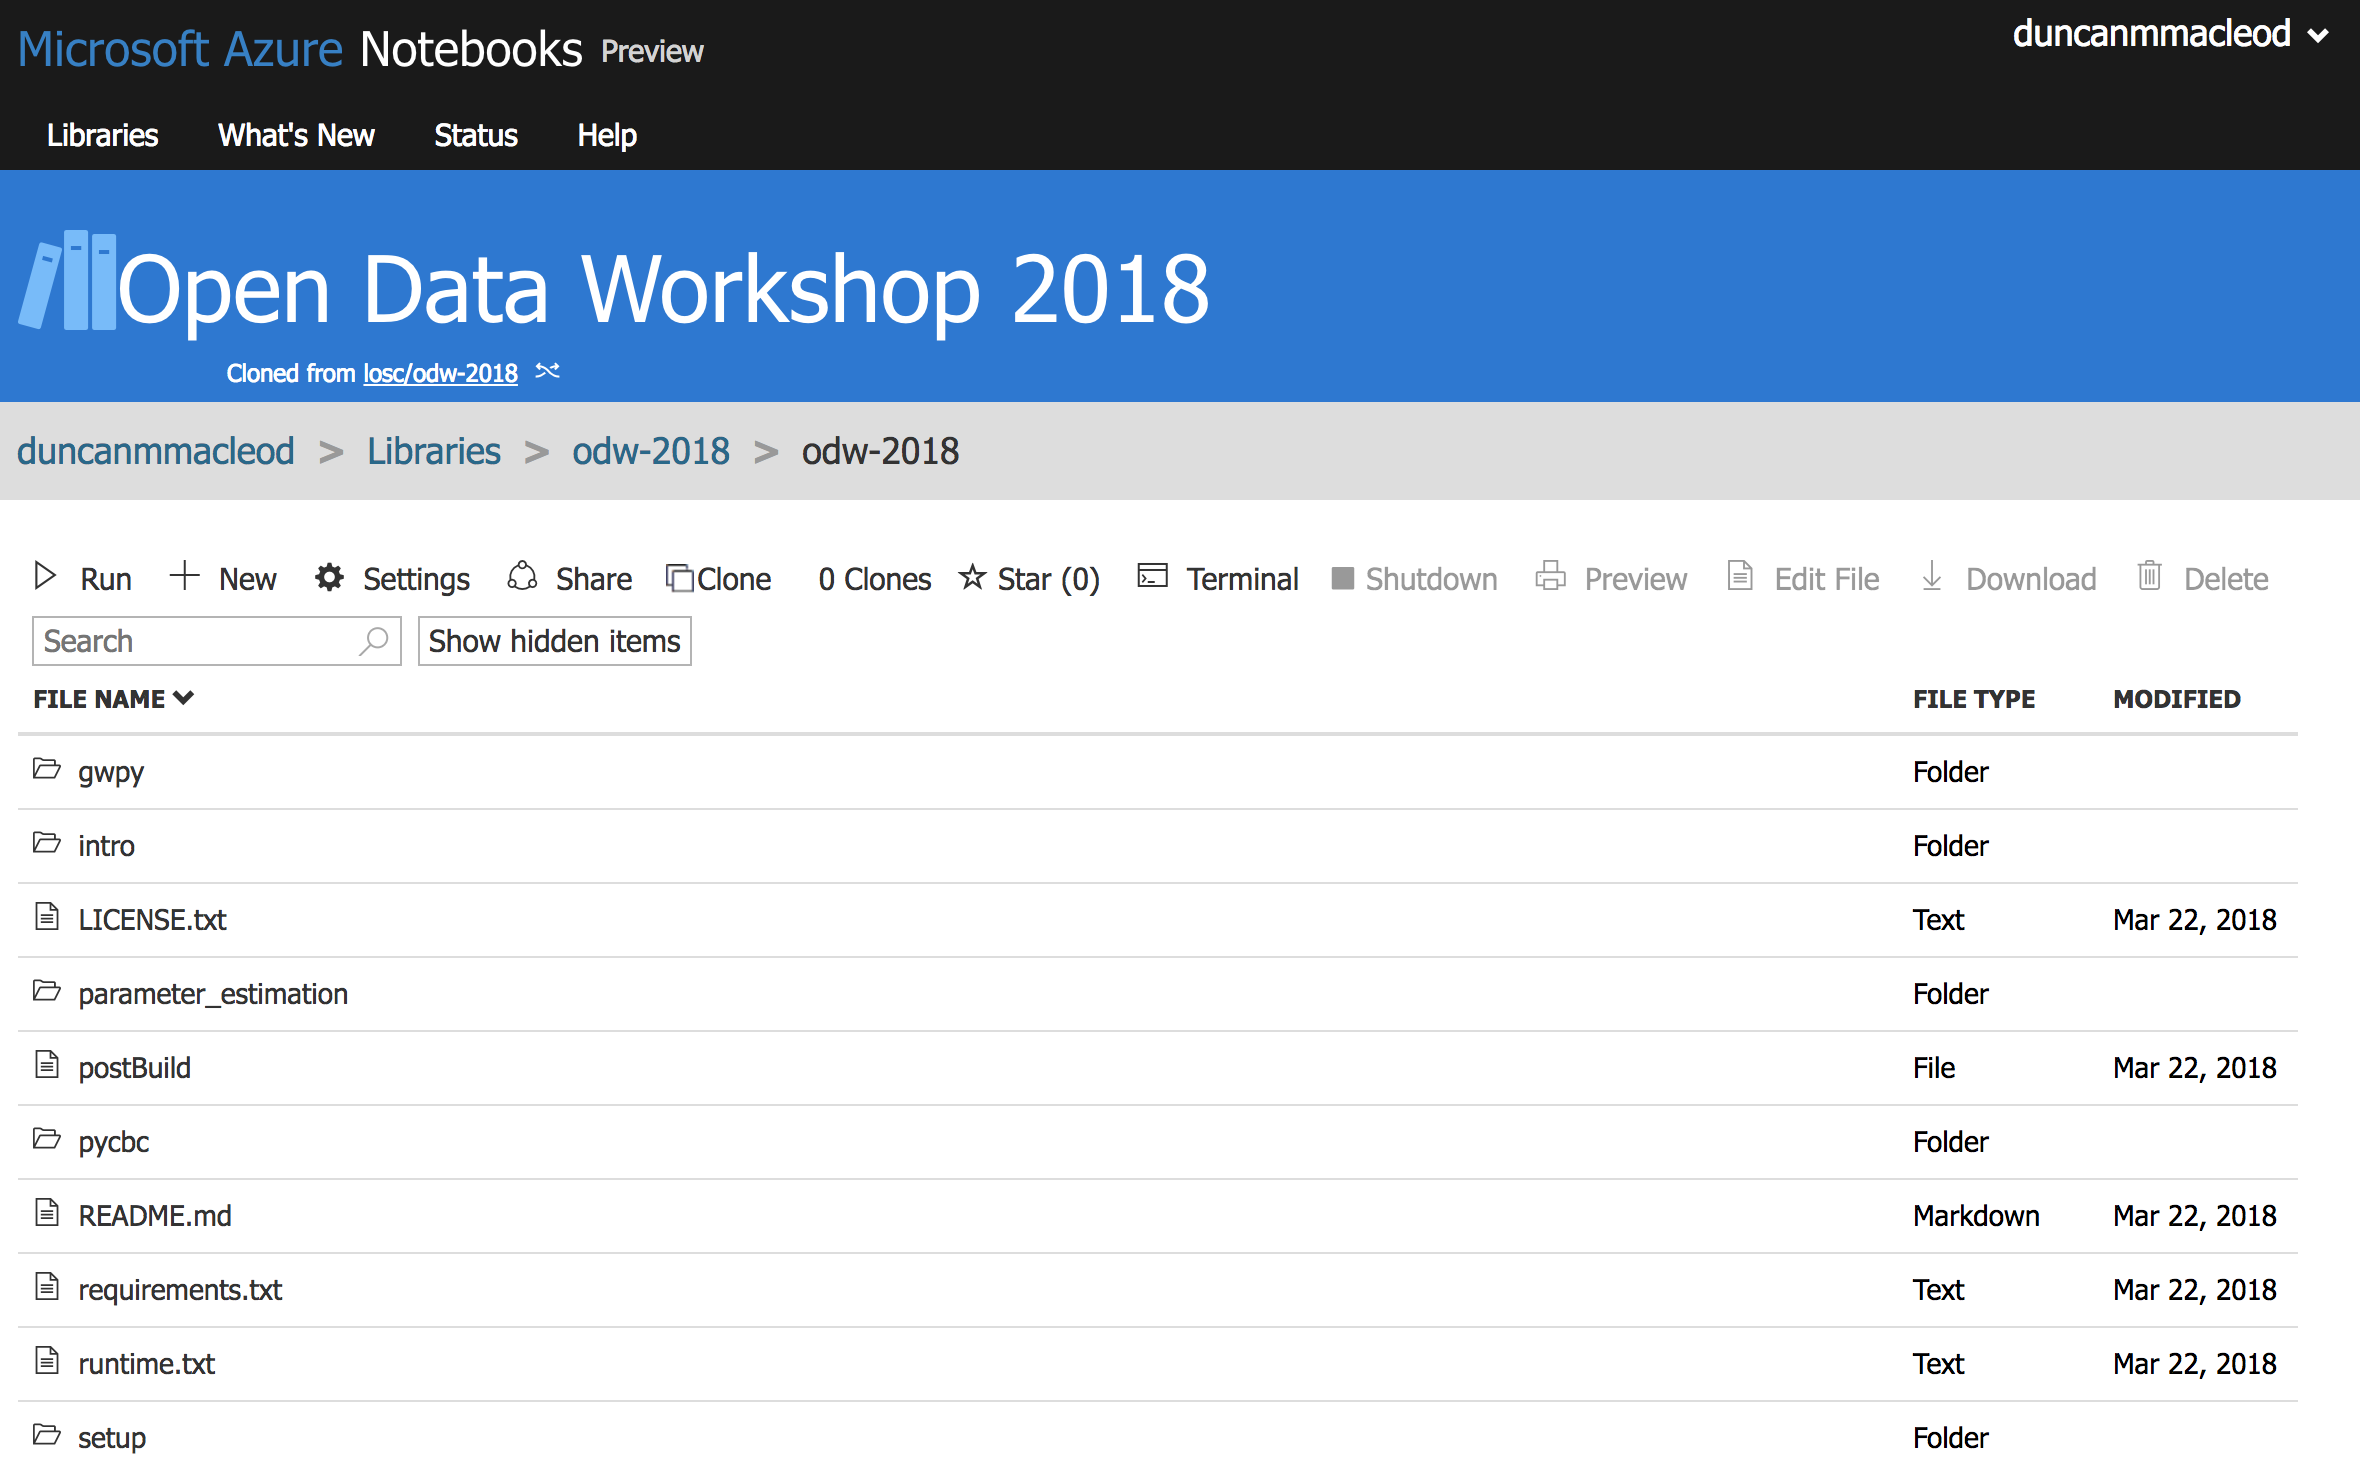 Microsoft Azure Notebooks Preview
duncanmmacleod
Libraries What's New Status Help
Open Data Workshop 2018
Cloned from losc/odw-2018
duncanmmacleod > Libraries > odw-2018 > odw-2018
Run New Settings Share Clone 0 Clones Star (0) Terminal Shutdown Preview Edit File Download Delete
Search Show hidden items
FILE NAME FILE TYPE MODIFIED
gwpy Folder
intro Folder
LICENSE.txt Text Mar 22, 2018
parameter_estimation Folder
postBuild File Mar 22, 2018
pycbc Folder
README.md Markdown Mar 22, 2018
requirements.txt Text Mar 22, 2018
runtime.txt Text Mar 22, 2018
setup Folder